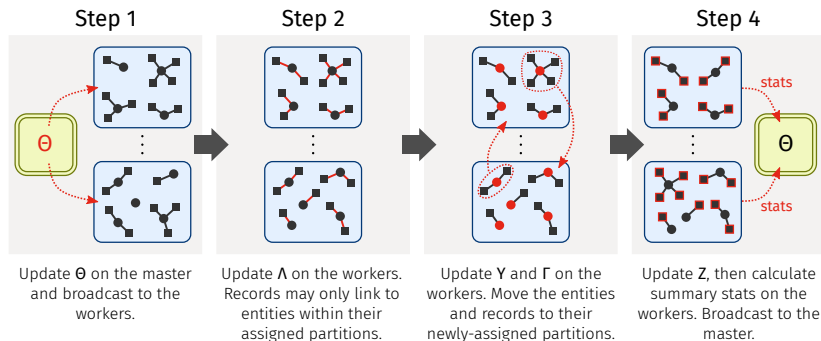 Step 1
Step 2
Step 3
Step 4
Θ
stats
Θ
stats
Update Θ on the master
and broadcast to the
workers.
Update Λ on the workers.
Records may only link to
entities within their
assigned partitions.
Update Y and Γ on the
workers. Move the entities
and records to their
newly-assigned partitions.
Update Z, then calculate
summary stats on the
workers. Broadcast to the
master.